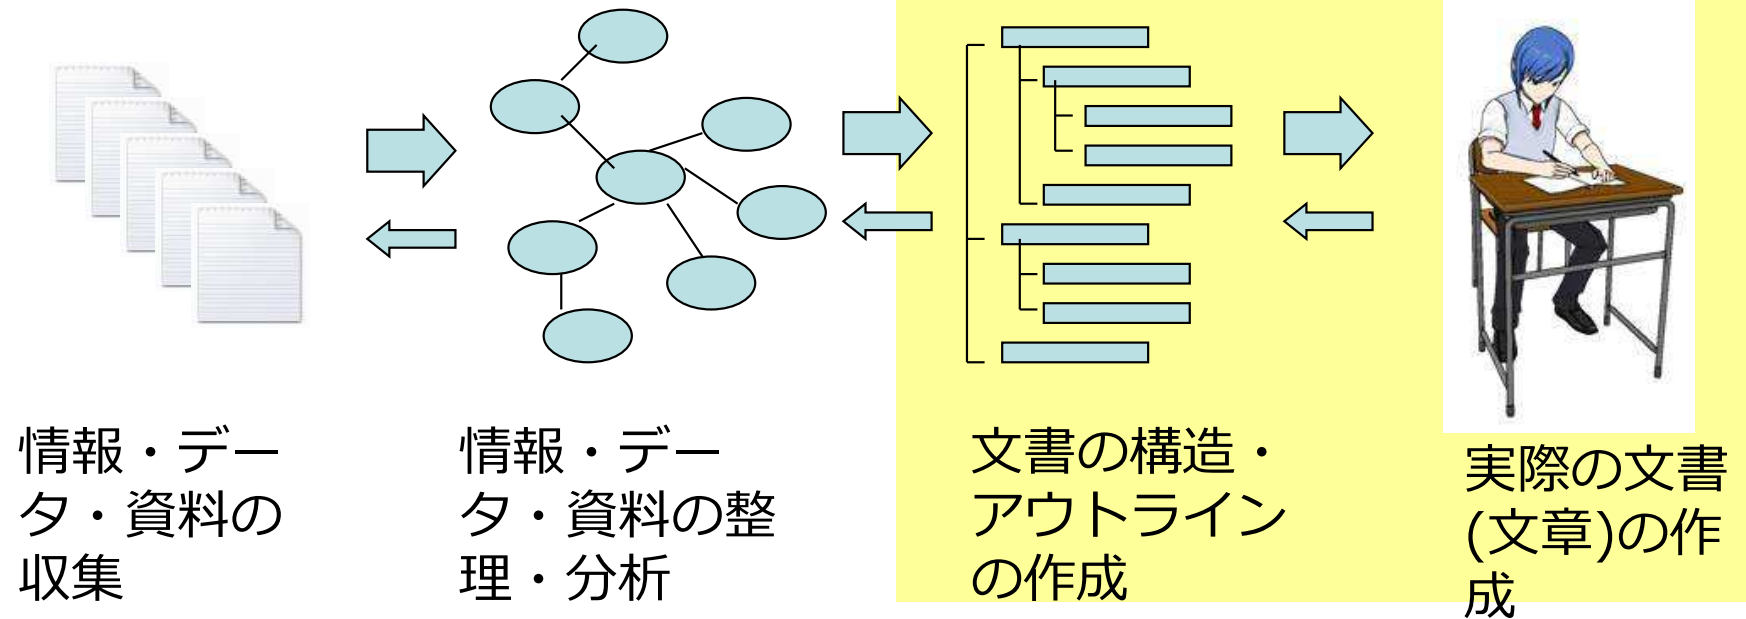 情報・デー
タ・資料の
収集
情報・デー
タ・資料の整
理・分析
文書の構造・
アウトライン
の作成
実際の文書
(文章)の作
成